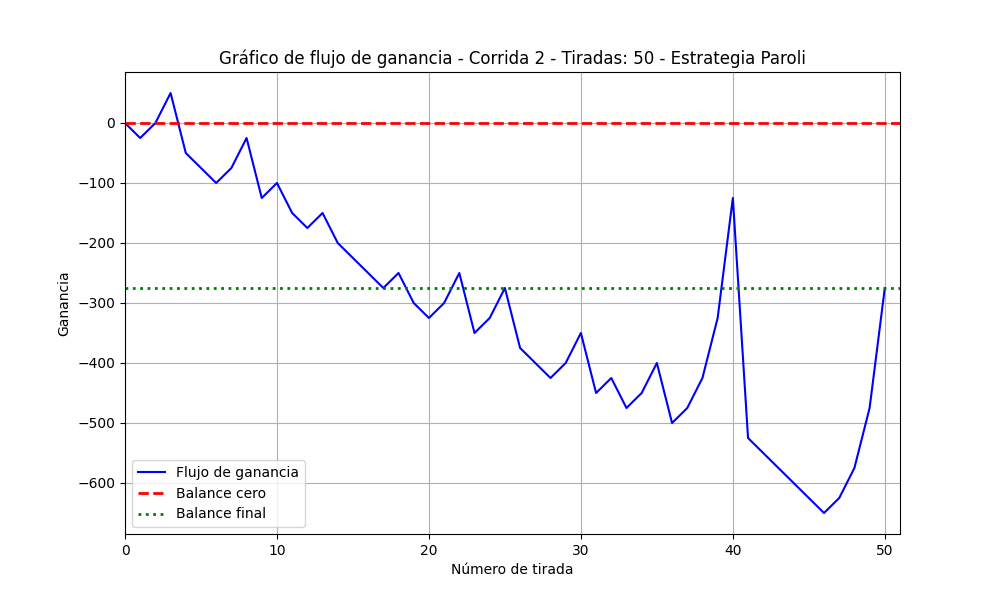 Gráfico de flujo de ganancia - Corrida 2 - Tiradas: 50 - Estrategia Paroli
0
−100
−200
−300
−400
−500
−600
Ganancia
Flujo de ganancia
Balance cero
Balance final
0 10 20 30 40 50
Número de tirada